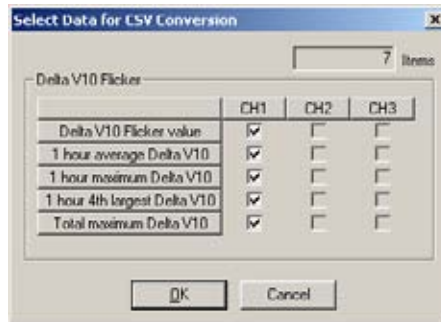 Select Data for CSV Conversion
7 Items
Delta V10 Flicker
CH1 CH2 CH3
Delta V10 Flicker value
1 hour average Delta V10
1 hour maximum Delta V10
1 hour 4th largest Delta V10
Total maximum Delta V10
OK Cancel